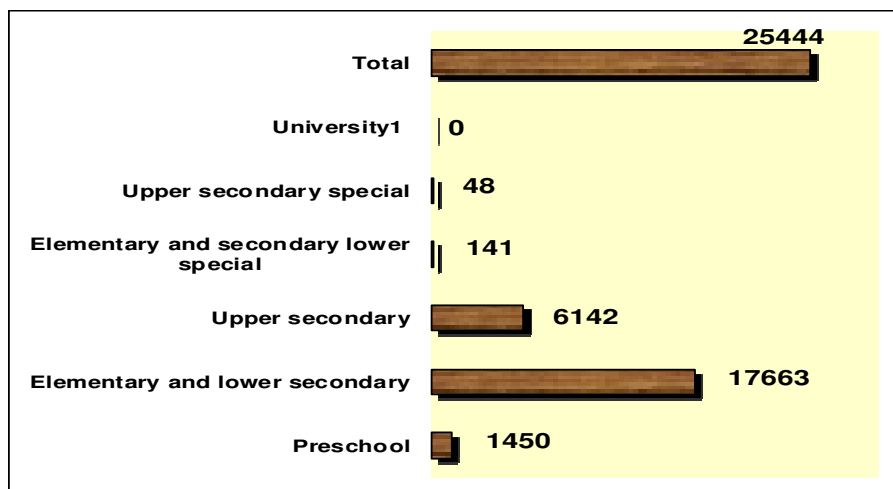 25444
Total
University1 0
Upper secondary special 48
Elementary and secondary lower
special 141
Upper secondary 6142
Elementary and lower secondary 17663
Preschool 1450